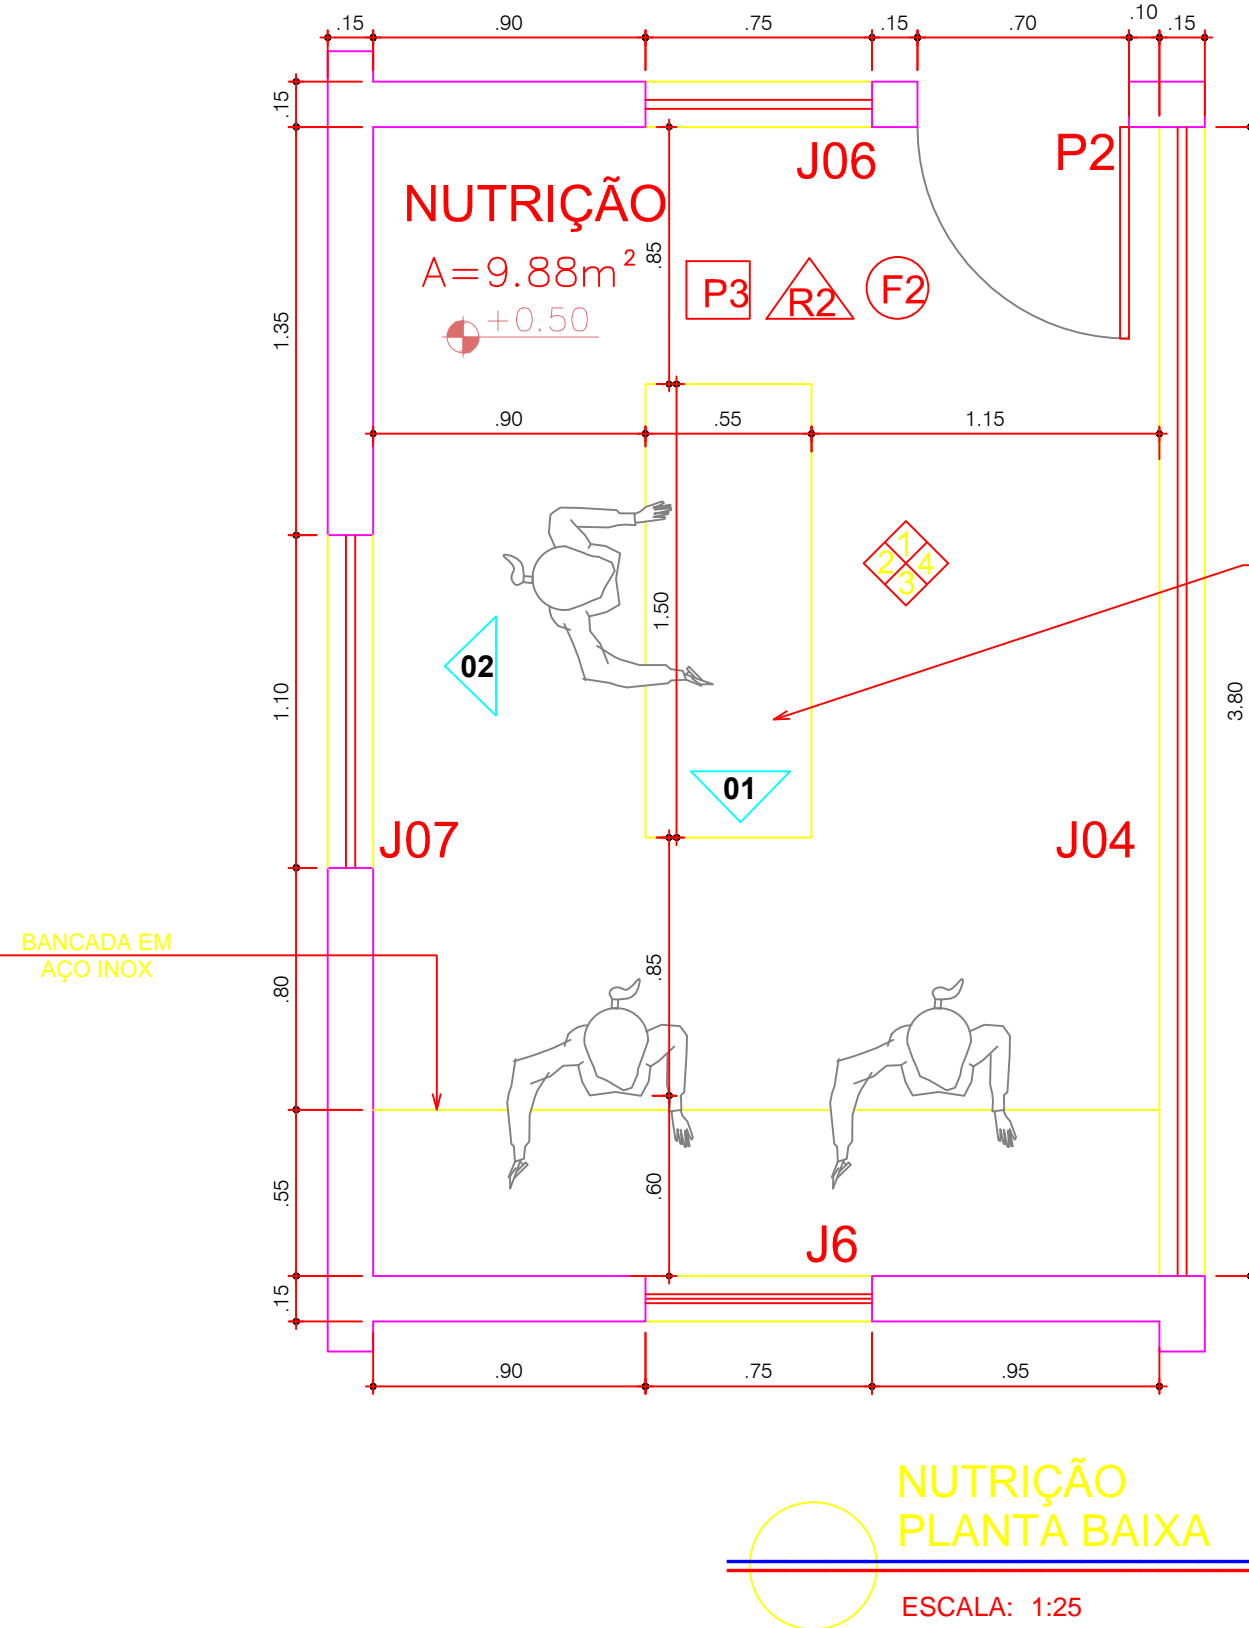 .15 .90 .75 .15 .70 .10 .15
.15
J06
P2
NUTRIÇÃO
A=9.88m²
.85
P3 R2 F2
+0.50
1.35
.90 .55 1.15
1
2 4
3
1.50
02
1.10
3.80
01
J07
J04
BANCADA EM
AÇO INOX
.80
.85
.55
.60
J6
.15
.90 .75 .95
NUTRIÇÃO
PLANTA BAIXA
ESCALA: 1:25